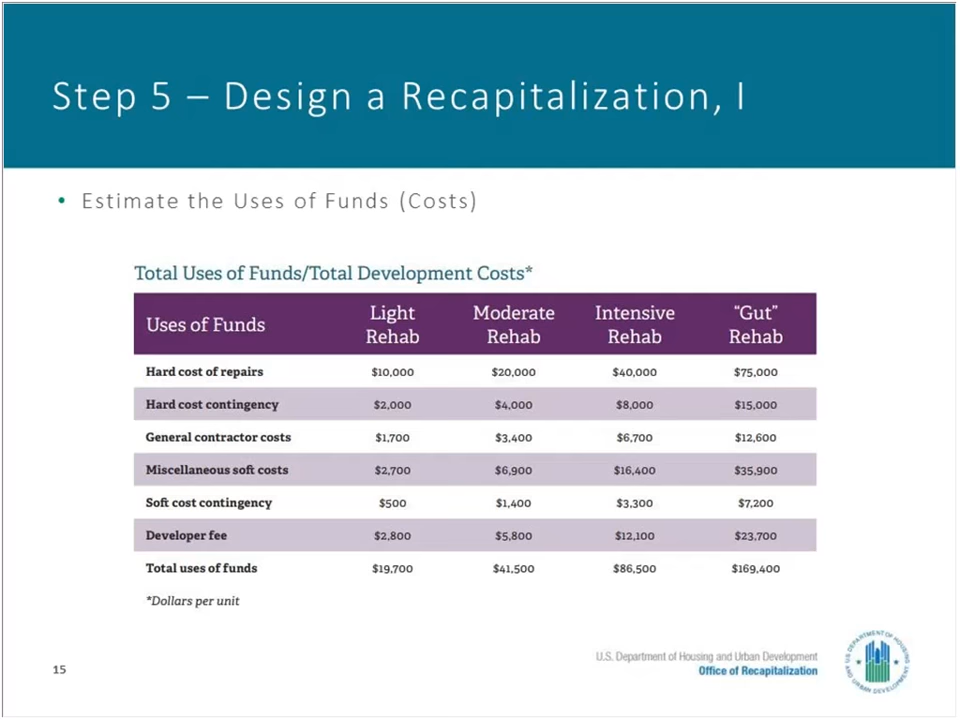 Step 5 – Design a Recapitalization, I
• Estimate the Uses of Funds (Costs)
Total Uses of Funds/Total Development Costs*
Uses of Funds Light Rehab Moderate Rehab Intensive Rehab “Gut” Rehab
Hard cost of repairs $10,000 $20,000 $40,000 $75,000
Hard cost contingency $2,000 $4,000 $8,000 $15,000
General contractor costs $1,700 $3,400 $6,700 $12,600
Miscellaneous soft costs $2,700 $6,900 $16,400 $35,900
Soft cost contingency $500 $1,400 $3,300 $7,200
Developer fee $2,800 $5,800 $12,100 $23,700
Total uses of funds $19,700 $41,500 $86,500 $169,400
*Dollars per unit
15
U.S. Department of Housing and Urban Development
Office of Recapitalization
U.S. DEPARTMENT OF HOUSING AND URBAN DEVELOPMENT